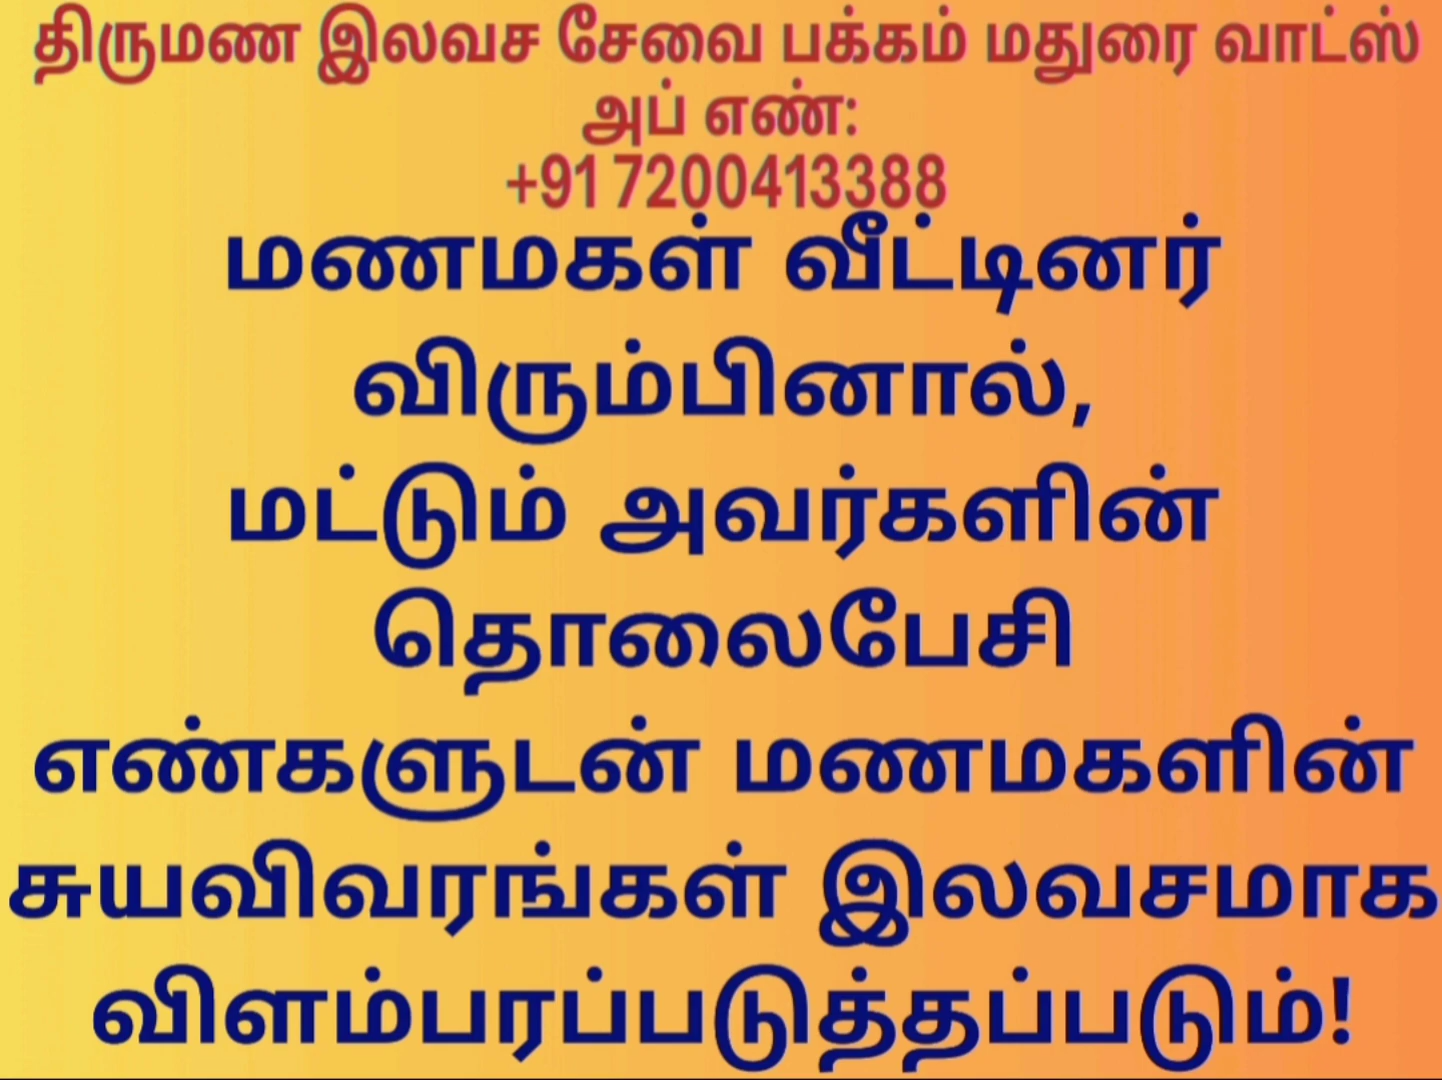 திருமண இலவச சேவை பக்கம் மதுரை வாட்ஸ்
அப் எண்:
+91 7200413388
மணமகள் வீட்டினர்
விரும்பினால்,
மட்டும் அவர்களின்
தொலைபேசி
எண்களுடன் மணமகளின்
சுயவிவரங்கள் இலவசமாக
விளம்பரப்படுத்தப்படும்!